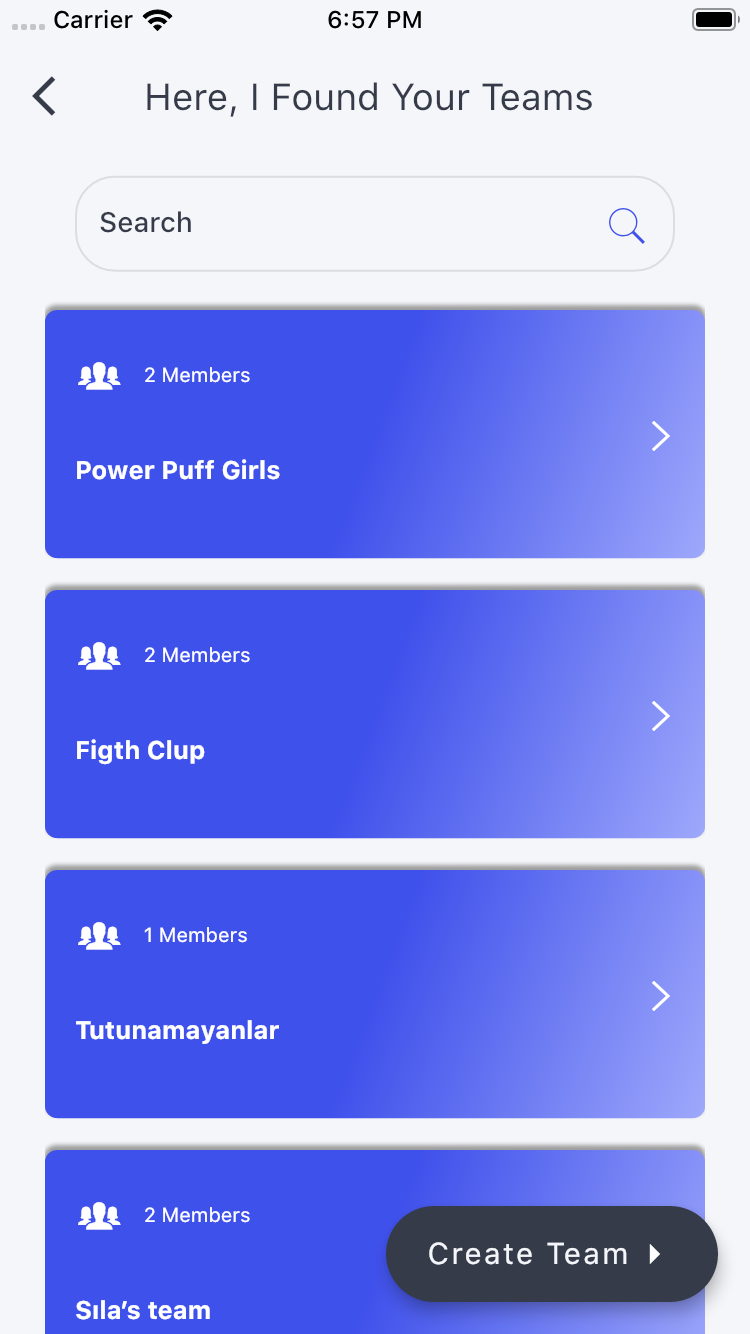 Carrier 6:57 PM
Here, I Found Your Teams
Search
2 Members
Power Puff Girls
2 Members
Figth Clup
1 Members
Tutunamayanlar
2 Members
Sıla’s team
Create Team